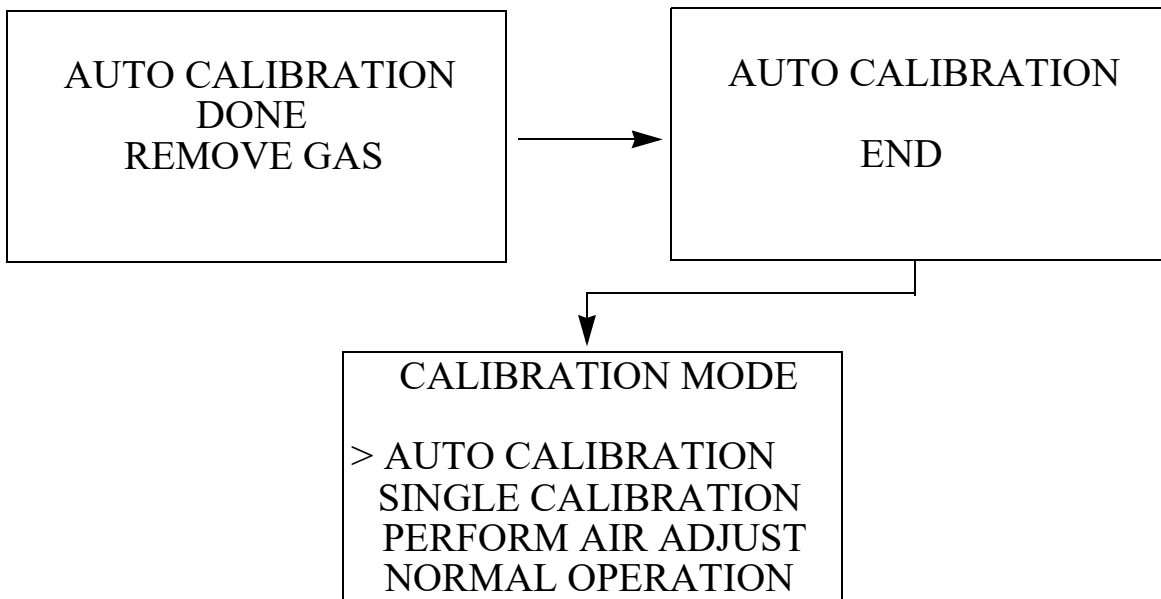 AUTO CALIBRATION
DONE
REMOVE GAS
AUTO CALIBRATION
END
CALIBRATION MODE
> AUTO CALIBRATION
SINGLE CALIBRATION
PERFORM AIR ADJUST
NORMAL OPERATION